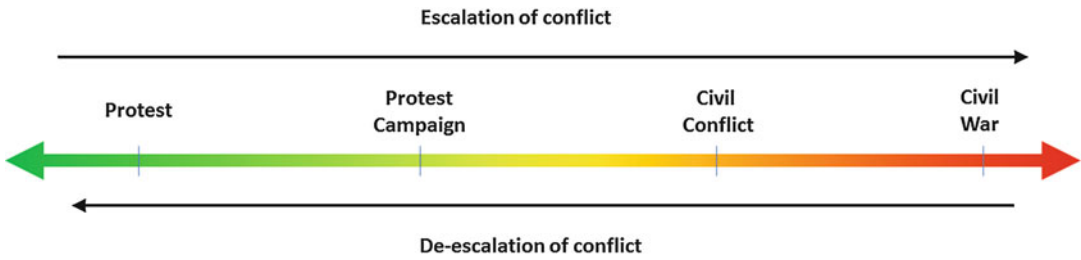 Escalation of conflict
Protest
Protest
Campaign
Civil
Conflict
Civil
War
De-escalation of conflict